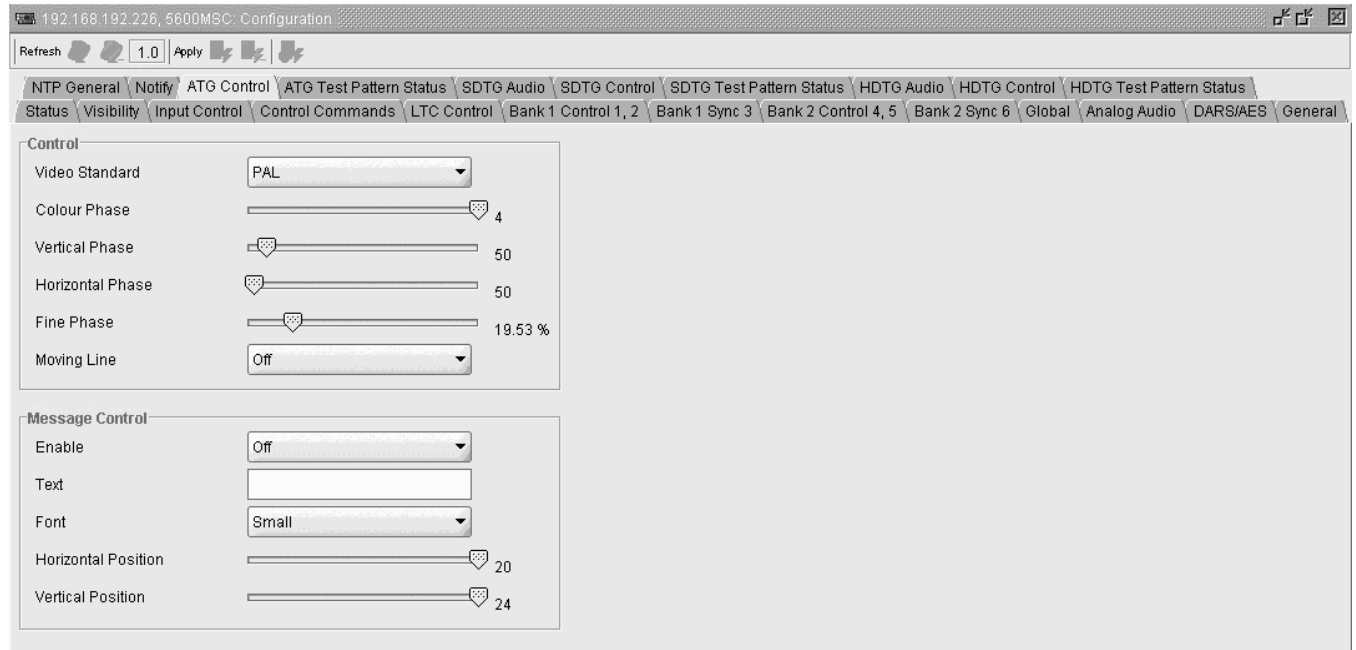 192.168.192.226, 5600MSC: Configuration
Refresh 1.0 Apply
NTP General Notify ATG Control ATG Test Pattern Status SDTG Audio SDTG Control SDTG Test Pattern Status HDTG Audio HDTG Control HDTG Test Pattern Status
Status Visibility Input Control Control Commands LTC Control Bank 1 Control 1, 2 Bank 1 Sync 3 Bank 2 Control 4, 5 Bank 2 Sync 6 Global Analog Audio DARS/AES General
Control
Video Standard PAL
Colour Phase 4
Vertical Phase 50
Horizontal Phase 50
Fine Phase 19.53 %
Moving Line Off
Message Control
Enable Off
Text
Font Small
Horizontal Position 20
Vertical Position 24